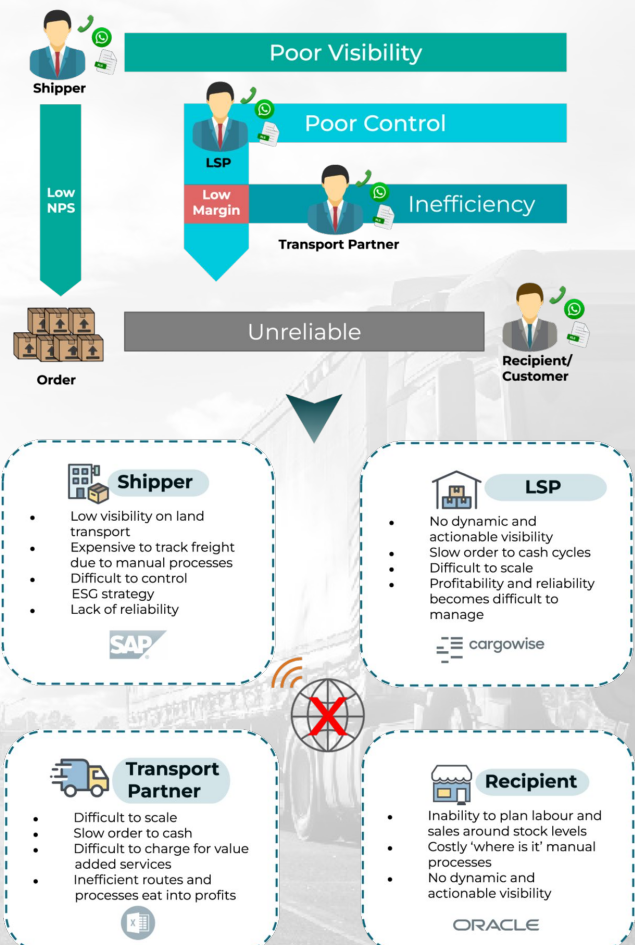 Poor Visibility
Shipper
Poor Control
LSP
Low
NPS
Low
Margin
Inefficiency
Transport Partner
Unreliable
Order
Recipient/
Customer
Shipper
Low visibility on land
transport
Expensive to track freight
due to manual processes
Difficult to control
ESG strategy
Lack of reliability
SAP
LSP
No dynamic and
actionable visibility
Slow order to cash cycles
Difficult to scale
Profitability and reliability
becomes difficult to
manage
cargowise
X
Transport
Partner
Difficult to scale
Slow order to cash
Difficult to charge for value
added services
Inefficient routes and
processes eat into profits
X
Recipient
Inability to plan labour and
sales around stock levels
Costly ‘where is it’ manual
processes
No dynamic and
actionable visibility
ORACLE